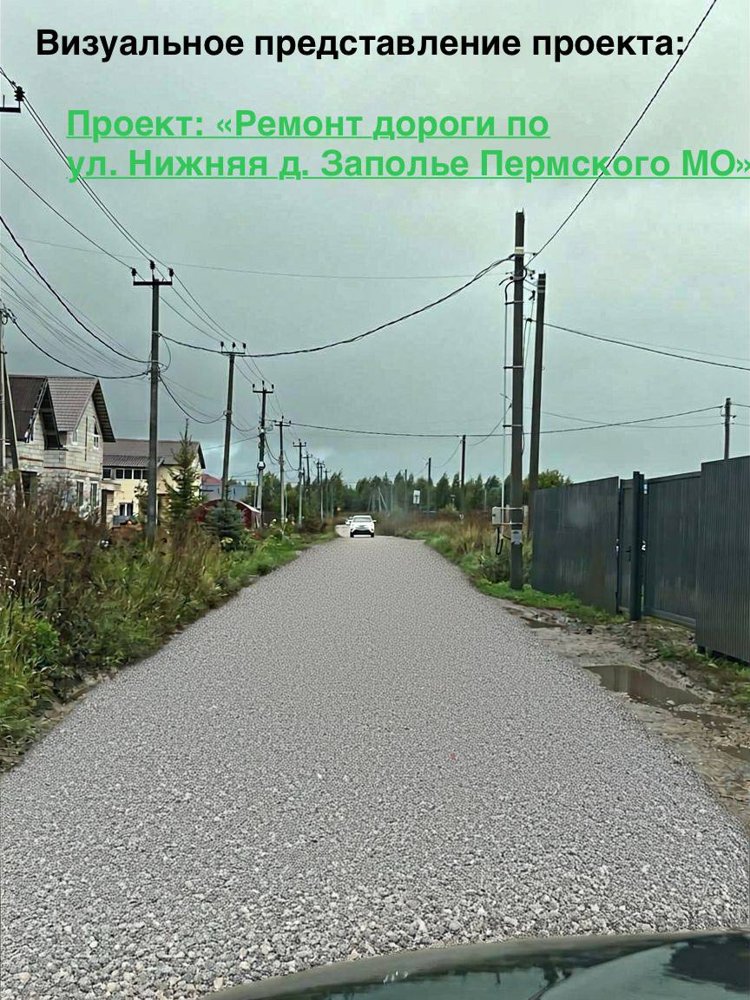 Визуальное представление проекта:
Проект: «Ремонт дороги по
ул. Нижняя д. Заполье Пермского МО»